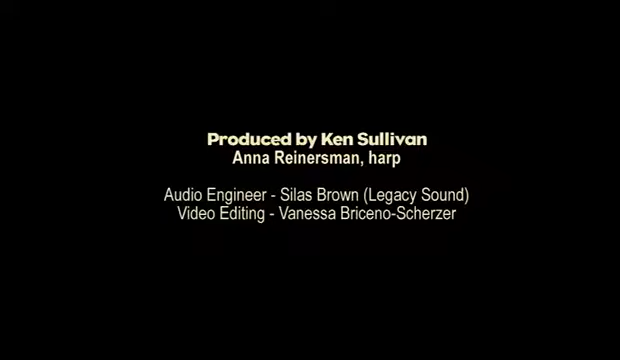 Produced by Ken Sullivan
Anna Reinersman, harp
Audio Engineer - Silas Brown (Legacy Sound)
Video Editing - Vanessa Briceno-Scherzer